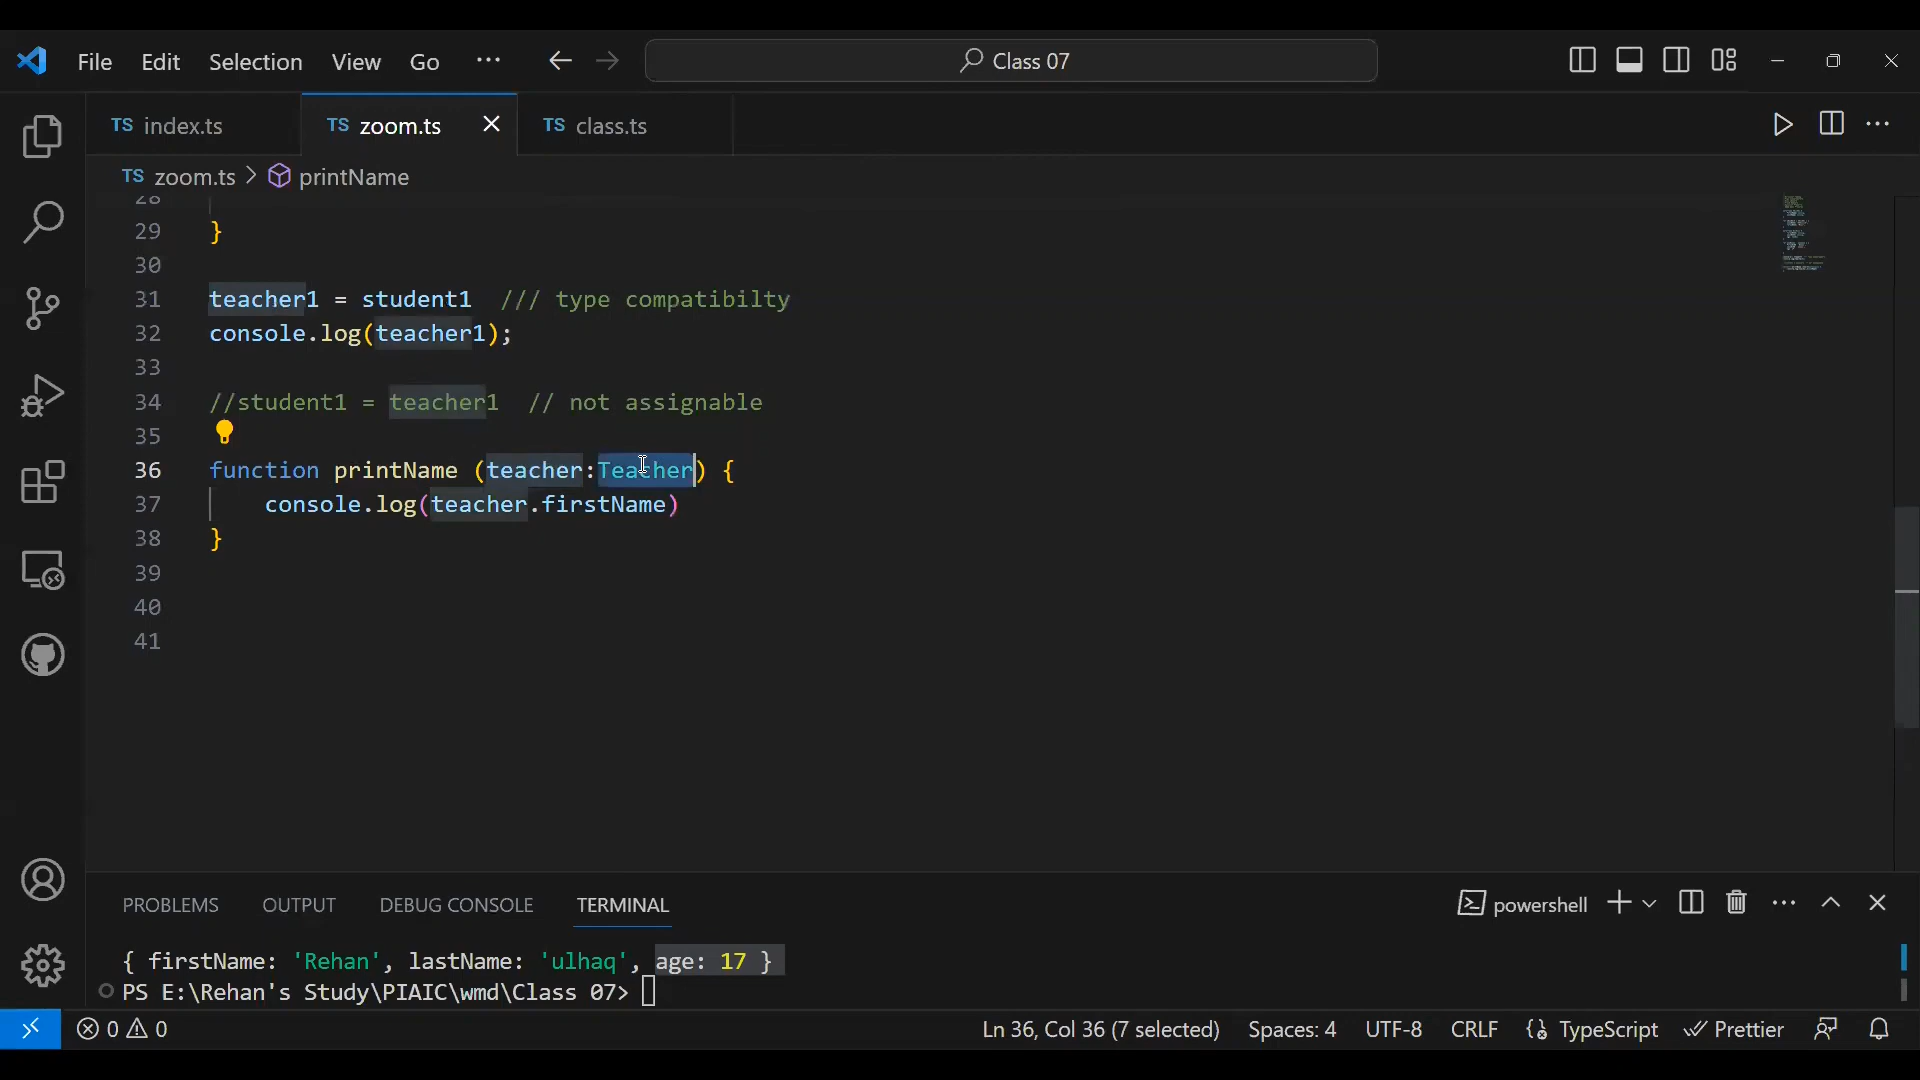 File Edit Selection View Go ··· Class 07
TS index.ts TS zoom.ts TS class.ts
TS zoom.ts > printName
28
29 }
30
31 teacher1 = student1 /// type compatibilty
32 console.log(teacher1);
33
34 //student1 = teacher1 // not assignable
35
36 function printName (teacher:Teacher) {
37 console.log(teacher.firstName)
38 }
39
40
41
PROBLEMS OUTPUT DEBUG CONSOLE TERMINAL powershell
{ firstName: 'Rehan', lastName: 'ulhaq', age: 17 }
PS E:\Rehan's Study\PIAIC\wmd\Class 07>
0 0 Ln 36, Col 36 (7 selected) Spaces: 4 UTF-8 CRLF {} TypeScript Prettier